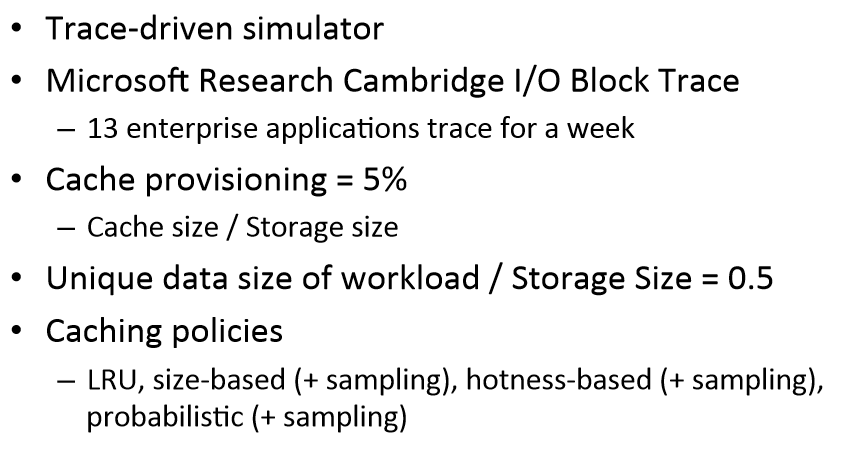 • Trace-driven simulator
• Microsoft Research Cambridge I/O Block Trace
– 13 enterprise applications trace for a week
• Cache provisioning = 5%
– Cache size / Storage size
• Unique data size of workload / Storage Size = 0.5
• Caching policies
– LRU, size-based (+ sampling), hotness-based (+ sampling),
probabilistic (+ sampling)